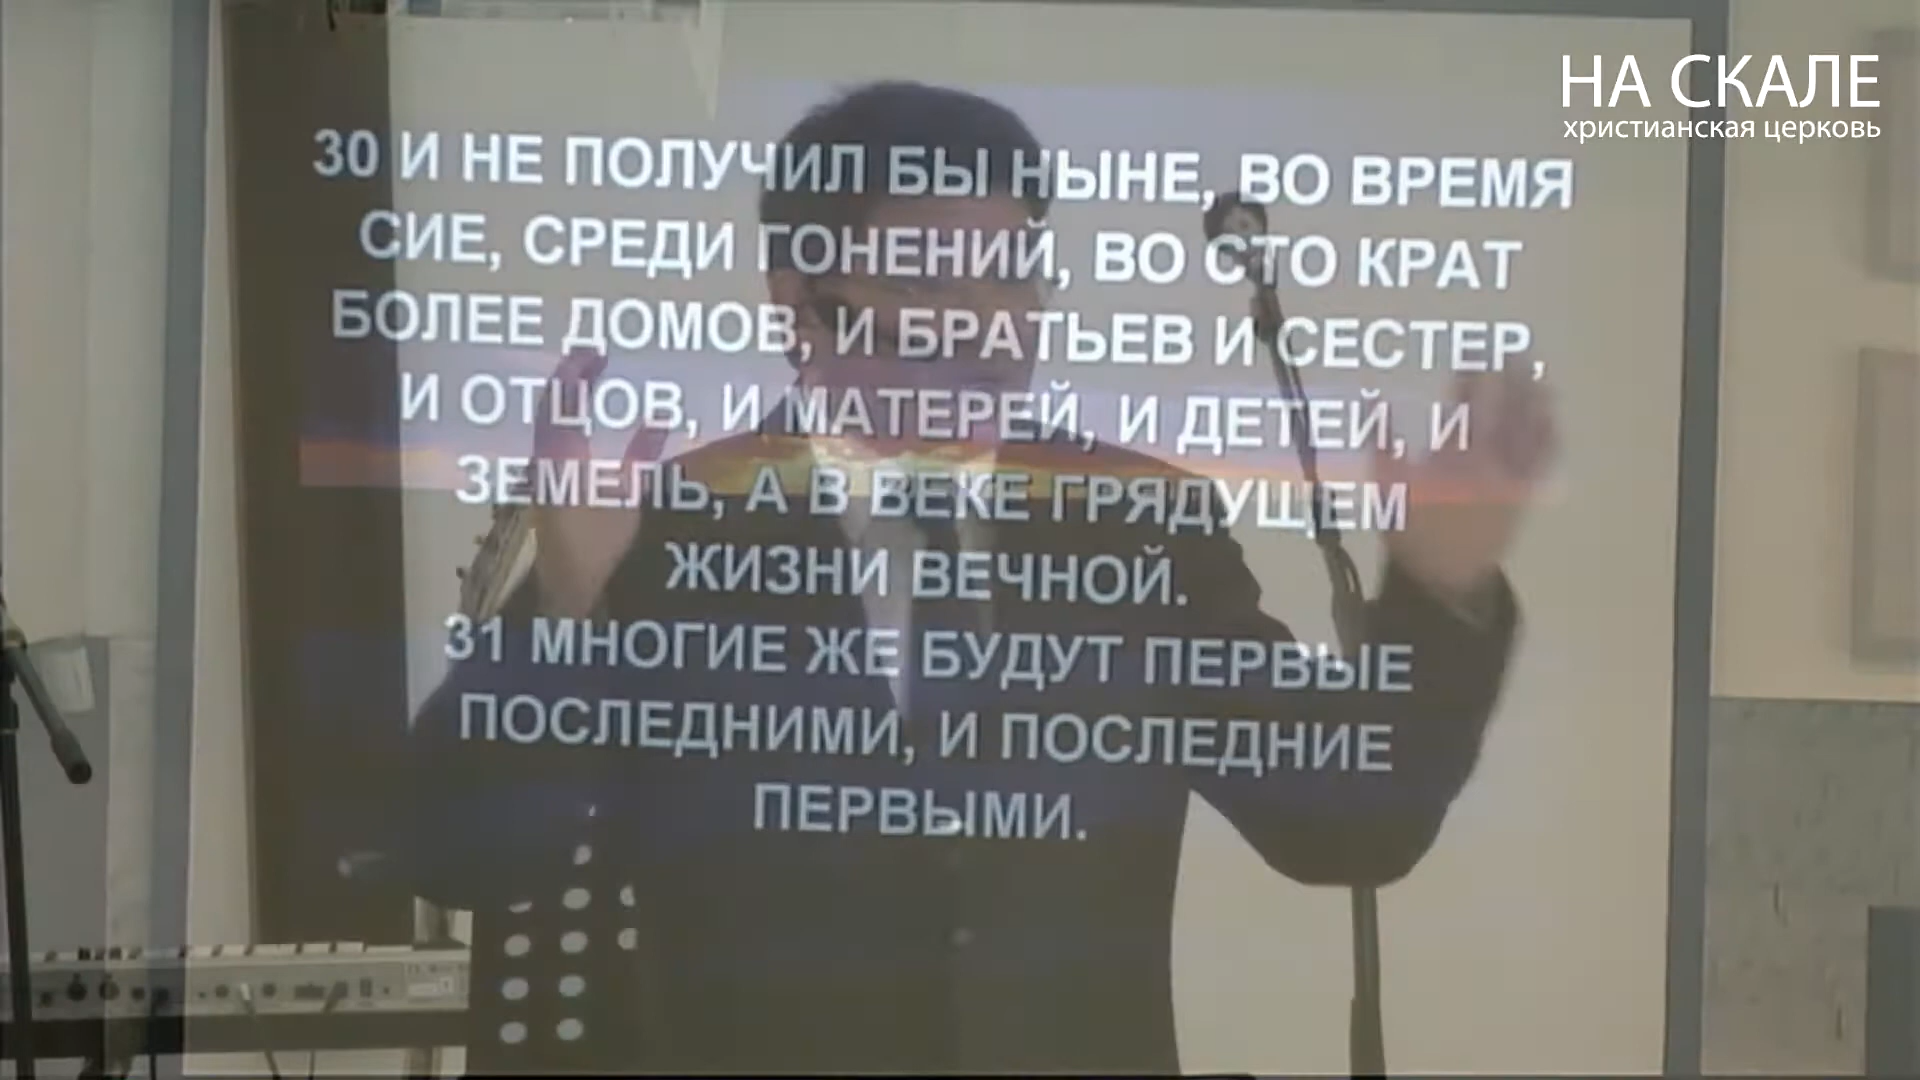 НА СКАЛЕ
христианская церковь
30 И НЕ ПОЛУЧИЛ БЫ НЫНЕ, ВО ВРЕМЯ
СИЕ, СРЕДИ ГОНЕНИЙ, ВО СТО КРАТ
БОЛЕЕ ДОМОВ, И БРАТЬЕВ И СЕСТЕР,
И ОТЦОВ, И МАТЕРЕЙ, И ДЕТЕЙ, И
ЗЕМЕЛЬ, А В ВЕКЕ ГРЯДУЩЕМ
ЖИЗНИ ВЕЧНОЙ.
31 МНОГИЕ ЖЕ БУДУТ ПЕРВЫЕ
ПОСЛЕДНИМИ, И ПОСЛЕДНИЕ
ПЕРВЫМИ.